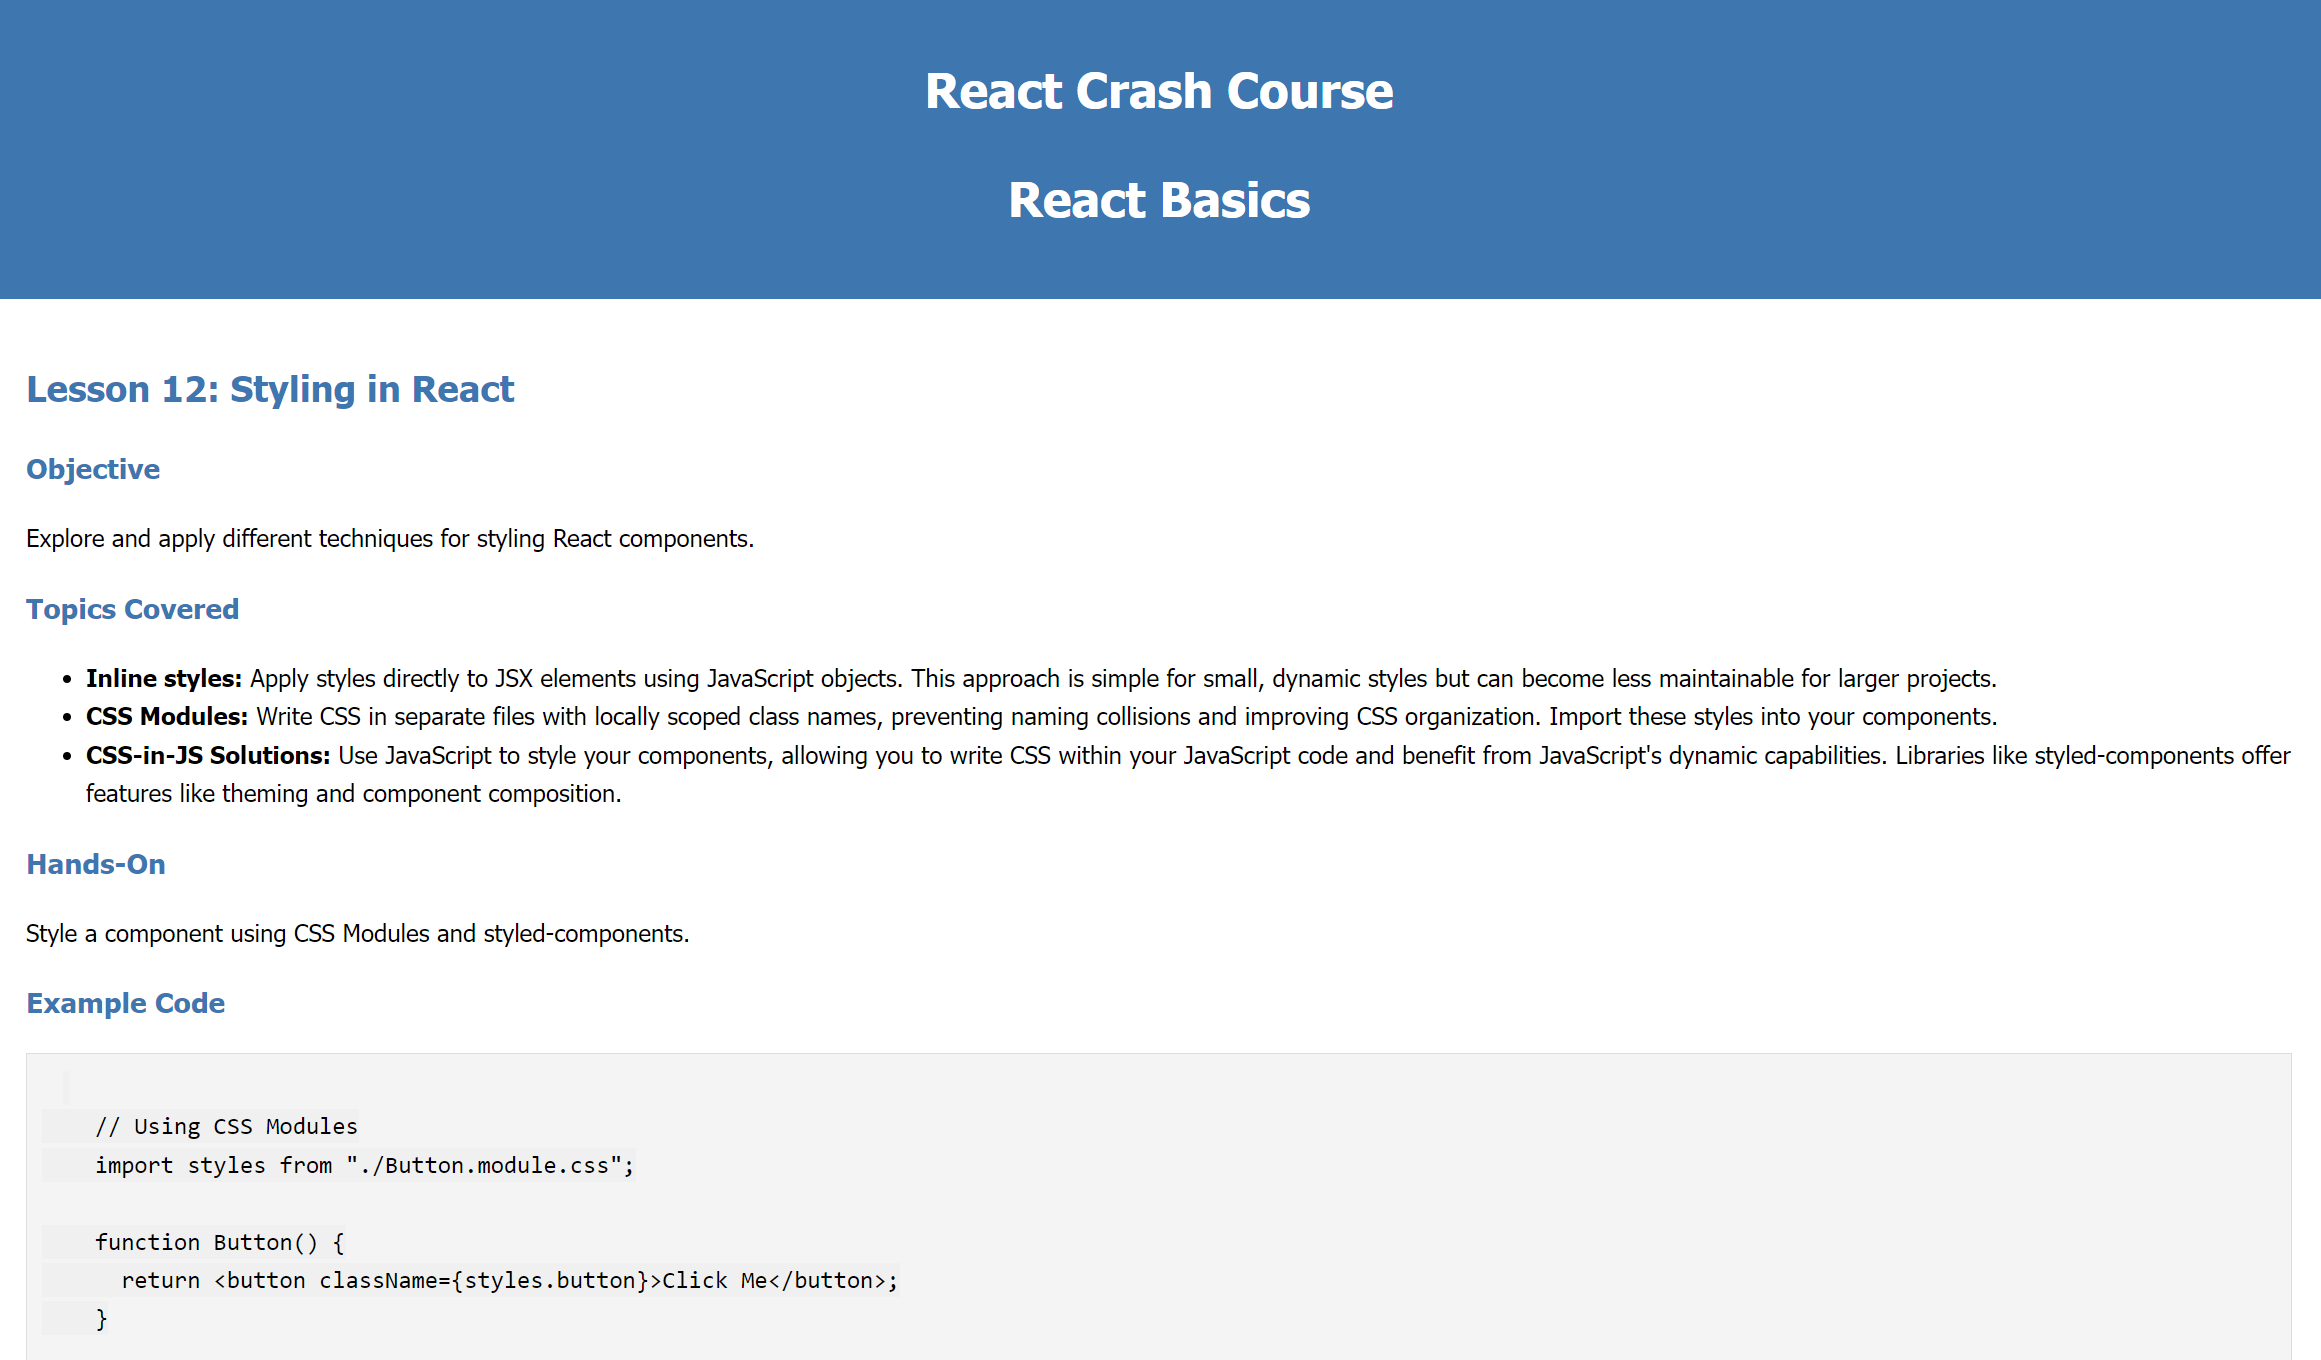 React Crash Course
React Basics
Lesson 12: Styling in React
Objective
Explore and apply different techniques for styling React components.
Topics Covered
• Inline styles: Apply styles directly to JSX elements using JavaScript objects. This approach is simple for small, dynamic styles but can become less maintainable for larger projects.
• CSS Modules: Write CSS in separate files with locally scoped class names, preventing naming collisions and improving CSS organization. Import these styles into your components.
• CSS-in-JS Solutions: Use JavaScript to style your components, allowing you to write CSS within your JavaScript code and benefit from JavaScript's dynamic capabilities. Libraries like styled-components offer
features like theming and component composition.
Hands-On
Style a component using CSS Modules and styled-components.
Example Code
// Using CSS Modules
import styles from "./Button.module.css";
function Button() {
return <button className={styles.button}>Click Me</button>;
}